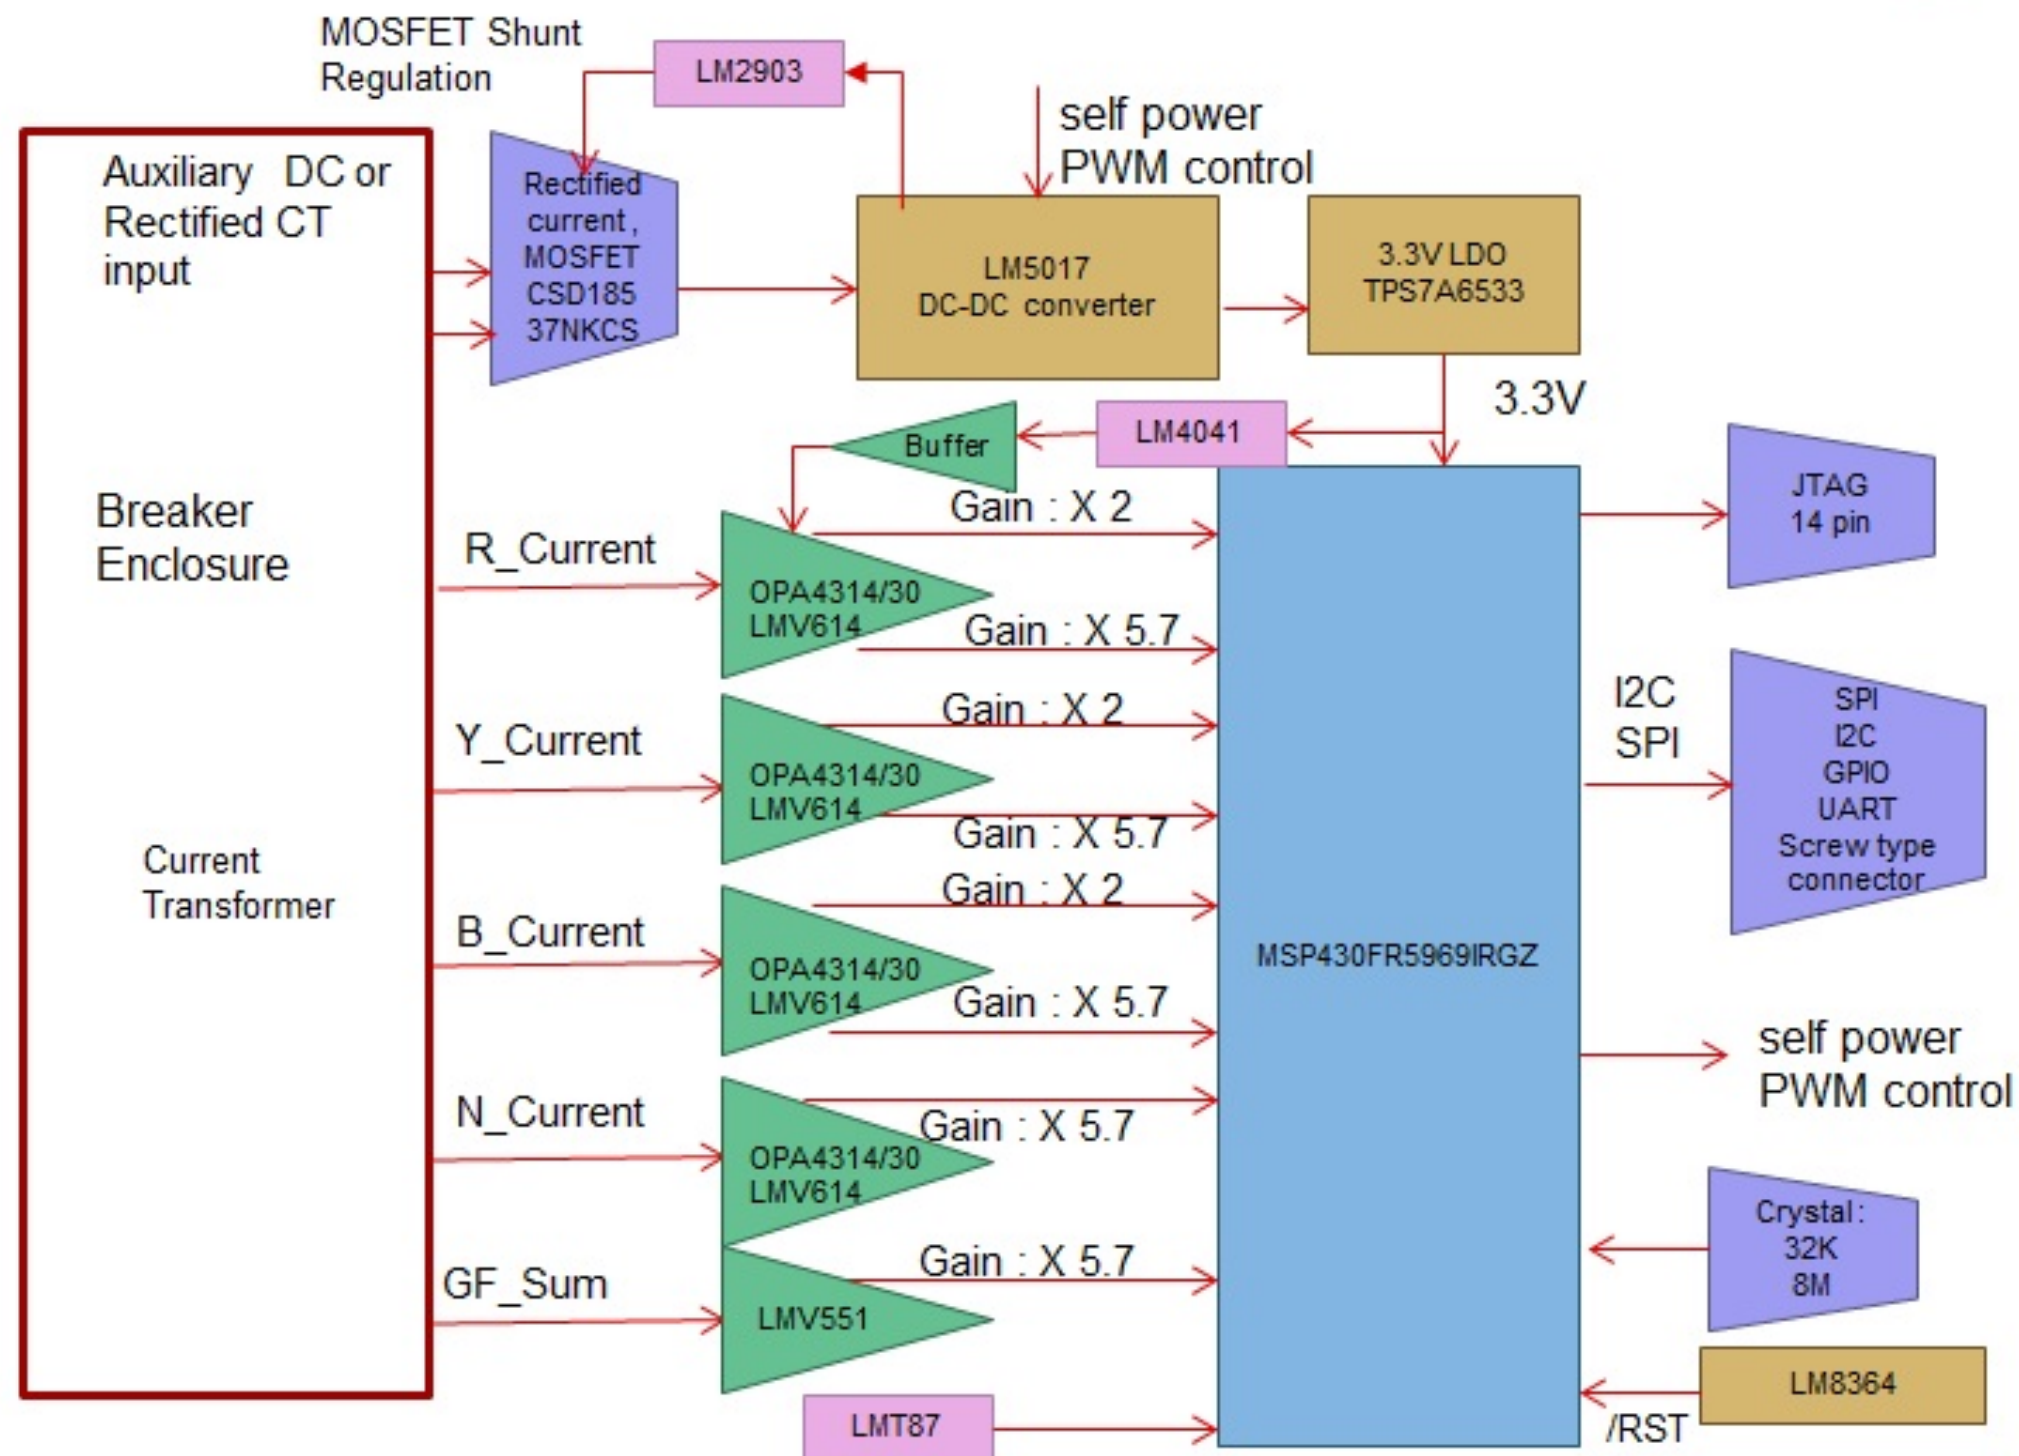 MOSFET Shunt
Regulation
LM2903
self power
PWM control
Auxiliary DC or
Rectified CT
input
Rectified
current,
MOSFET
CSD185
37NKCS
LM5017
DC-DC converter
3.3V LDO
TPS7A6533
3.3V
LM4041
Buffer
Breaker
Enclosure
Current
Transformer
R_Current
OPA4314/30
LMV614
Gain : X 2
Gain : X 5.7
Y_Current
OPA4314/30
LMV614
Gain : X 2
Gain : X 5.7
B_Current
OPA4314/30
LMV614
Gain : X 2
Gain : X 5.7
N_Current
OPA4314/30
LMV614
Gain : X 5.7
GF_Sum
LMV551
Gain : X 5.7
LMT87
MSP430FR5969IRGZ
JTAG
14 pin
I2C
SPI
SPI
I2C
GPIO
UART
Screw type
connector
self power
PWM control
Crystal :
32K
8M
LM8364
/RST